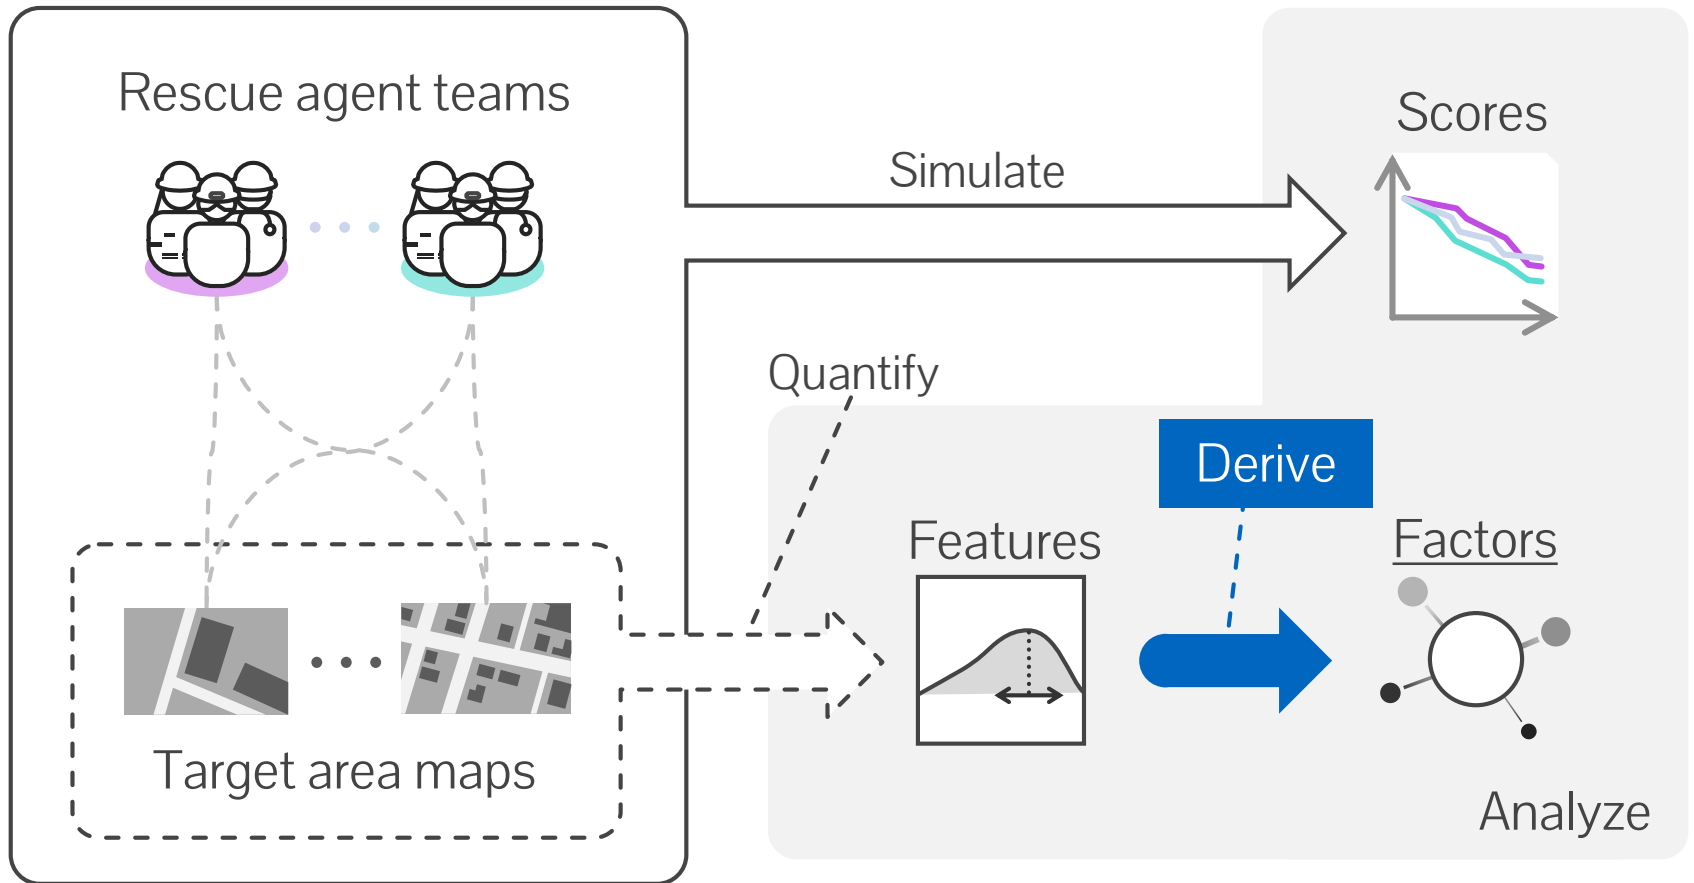 Rescue agent teams
Simulate
Scores
Quantify
Derive
Features
Factors
Target area maps
Analyze